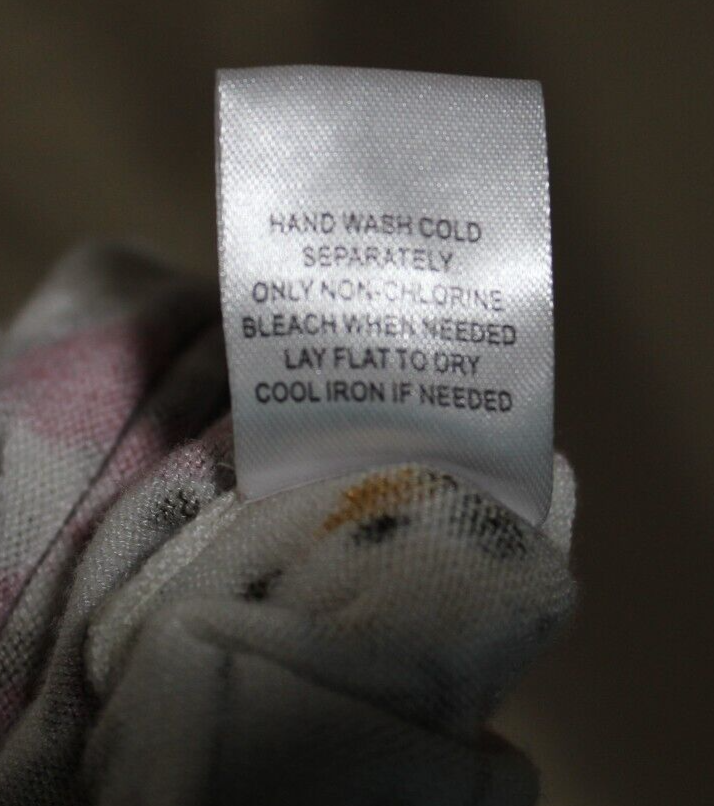 HAND WASH COLD
SEPARATELY
ONLY NON-CHLORINE
BLEACH WHEN NEEDED
LAY FLAT TO DRY
COOL IRON IF NEEDED